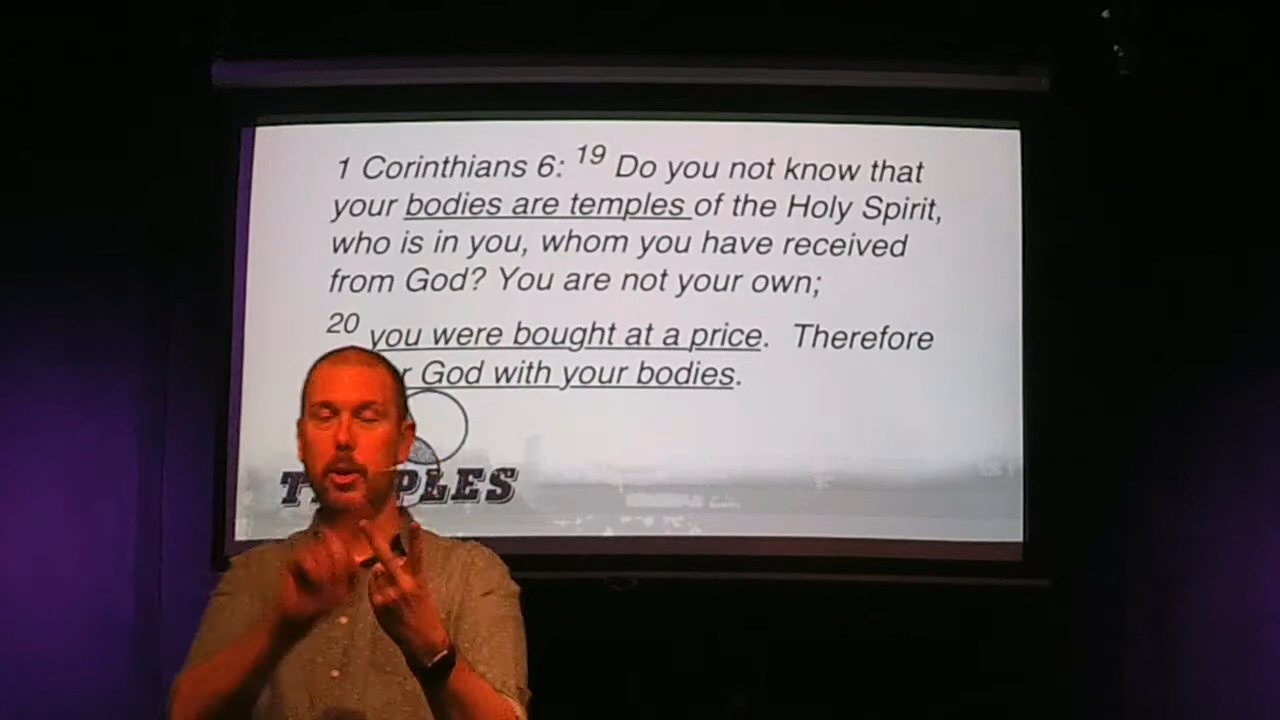 1 Corinthians 6: 19 Do you not know that
your bodies are temples of the Holy Spirit,
who is in you, whom you have received
from God? You are not your own;
20 you were bought at a price. Therefore
God with your bodies.